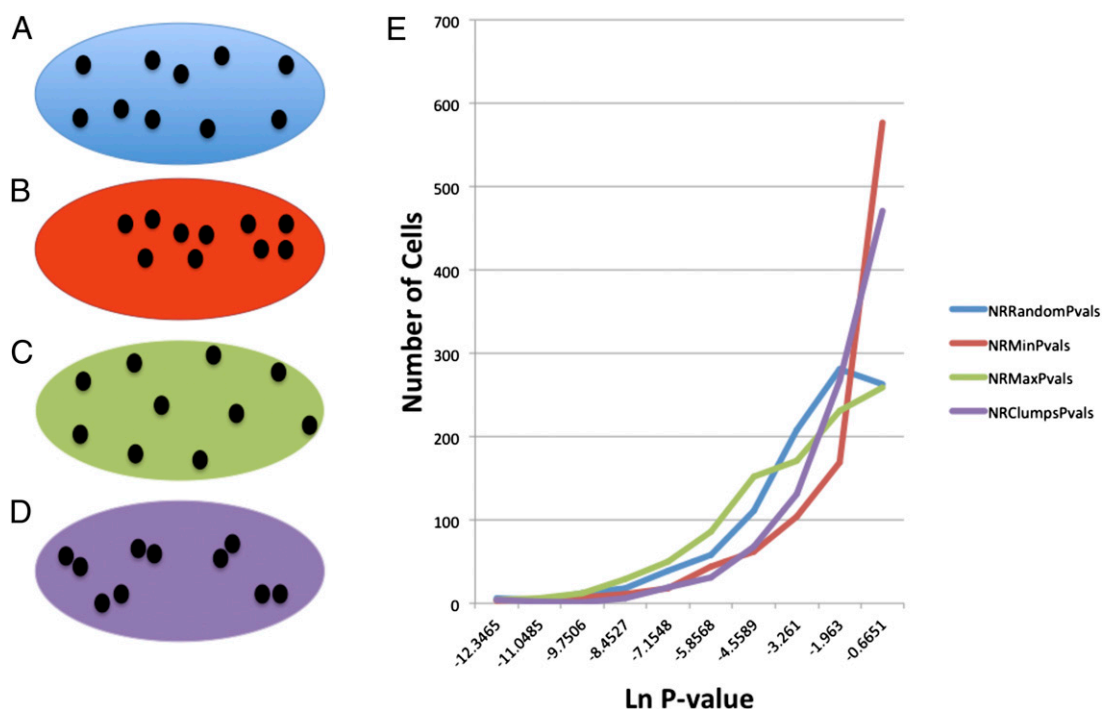 A
B
C
D
E
700
600
500
400
300
200
100
0
Number of Cells
-12.3465
-11.0485
-9.7506
-8.4527
-7.1548
-5.8568
-4.5589
-3.261
-1.963
-0.6651
Ln P-value
NRRandomPvals
NRMinPvals
NRMaxPvals
NRClumpsPvals